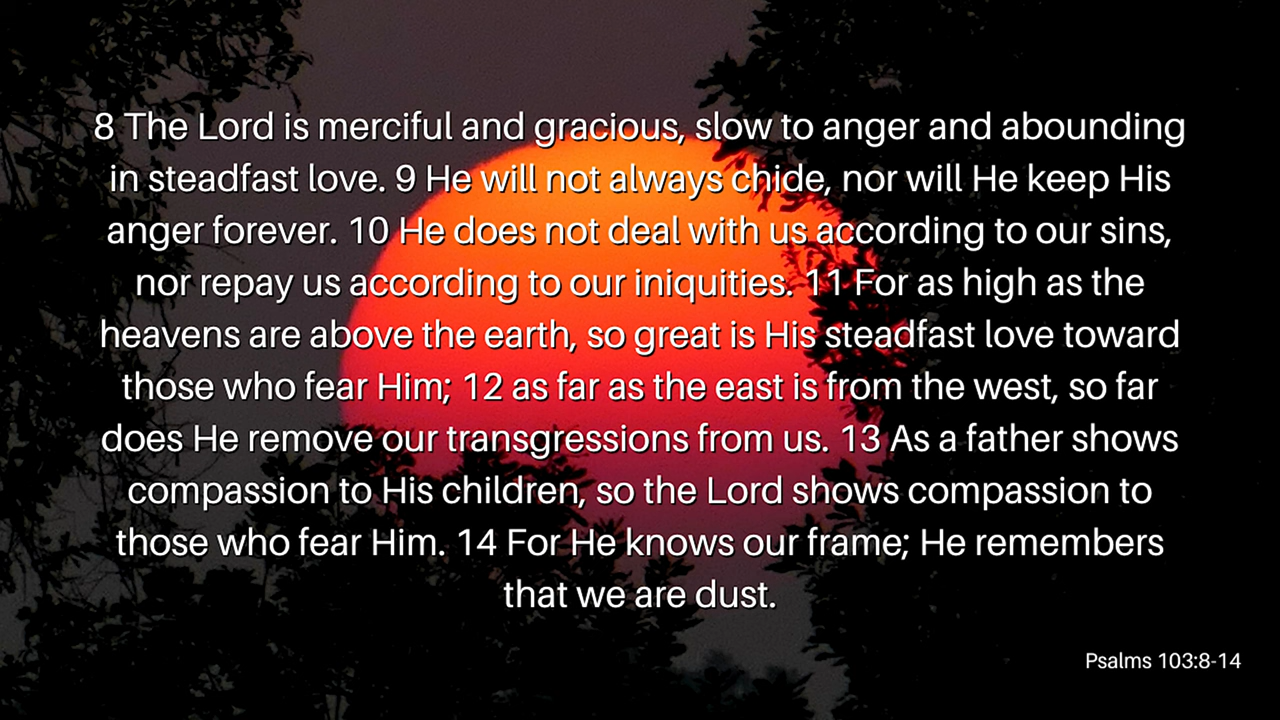 8 The Lord is merciful and gracious, slow to anger and abounding
in steadfast love. 9 He will not always chide, nor will He keep His
anger forever. 10 He does not deal with us according to our sins,
nor repay us according to our iniquities. 11 For as high as the
heavens are above the earth, so great is His steadfast love toward
those who fear Him; 12 as far as the east is from the west, so far
does He remove our transgressions from us. 13 As a father shows
compassion to His children, so the Lord shows compassion to
those who fear Him. 14 For He knows our frame; He remembers
that we are dust.
Psalms 103:8-14